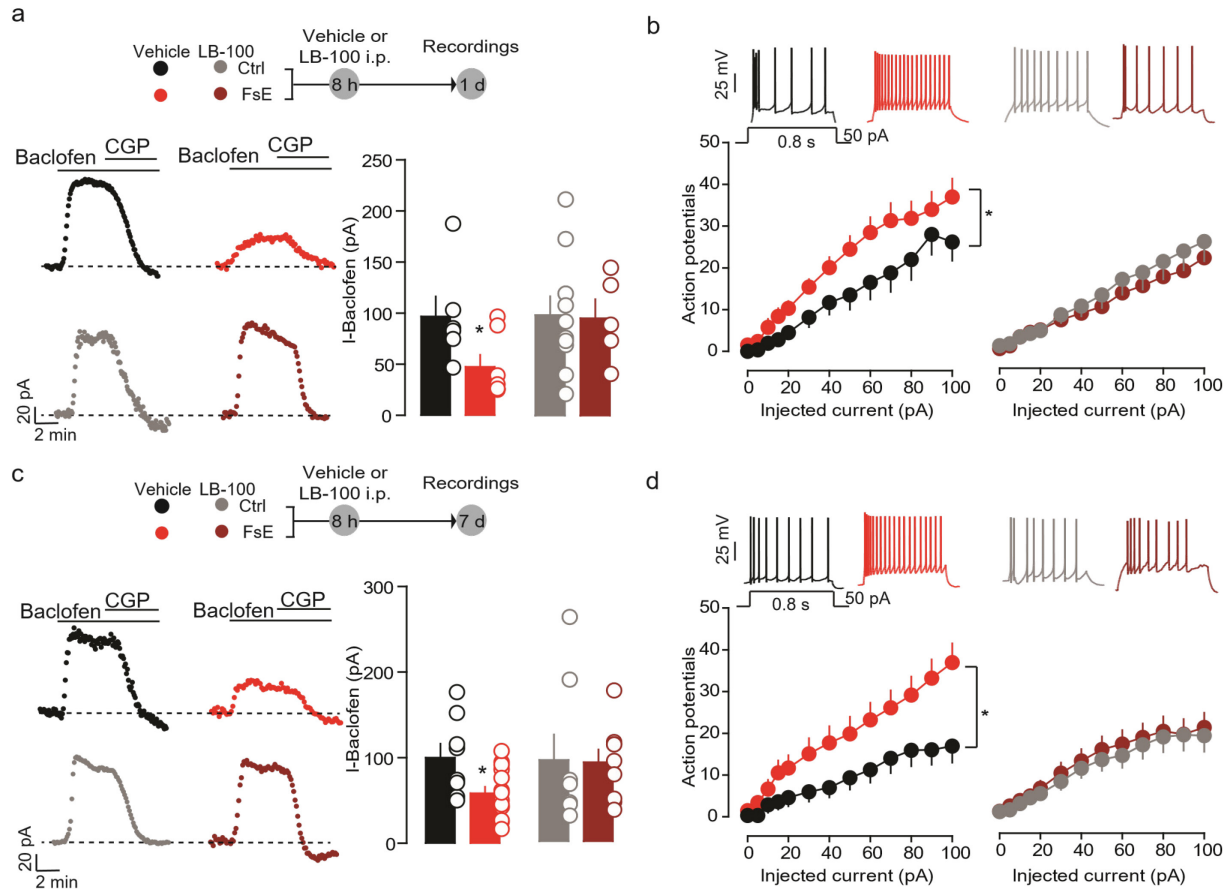 a
Vehicle LB-100
Ctrl
FsE
Vehicle or
LB-100 i.p.
8 h
Recordings
1 d
Baclofen
CGP
Baclofen
CGP
20 pA
2 min
I-Baclofen (pA)
250
200
150
100
50
0
*
b
25 mV
0.8 s
50 pA
Action potentials
50
40
30
20
10
0
*
0 20 40 60 80 100
Injected current (pA)
0 20 40 60 80 100
Injected current (pA)
c
Vehicle LB-100
Ctrl
FsE
Vehicle or
LB-100 i.p.
8 h
Recordings
7 d
Baclofen
CGP
Baclofen
CGP
20 pA
2 min
I-Baclofen (pA)
300
200
100
0
*
d
25 mV
0.8 s
50 pA
Action potentials
50
40
30
20
10
0
*
0 20 40 60 80 100
Injected current (pA)
0 20 40 60 80 100
Injected current (pA)